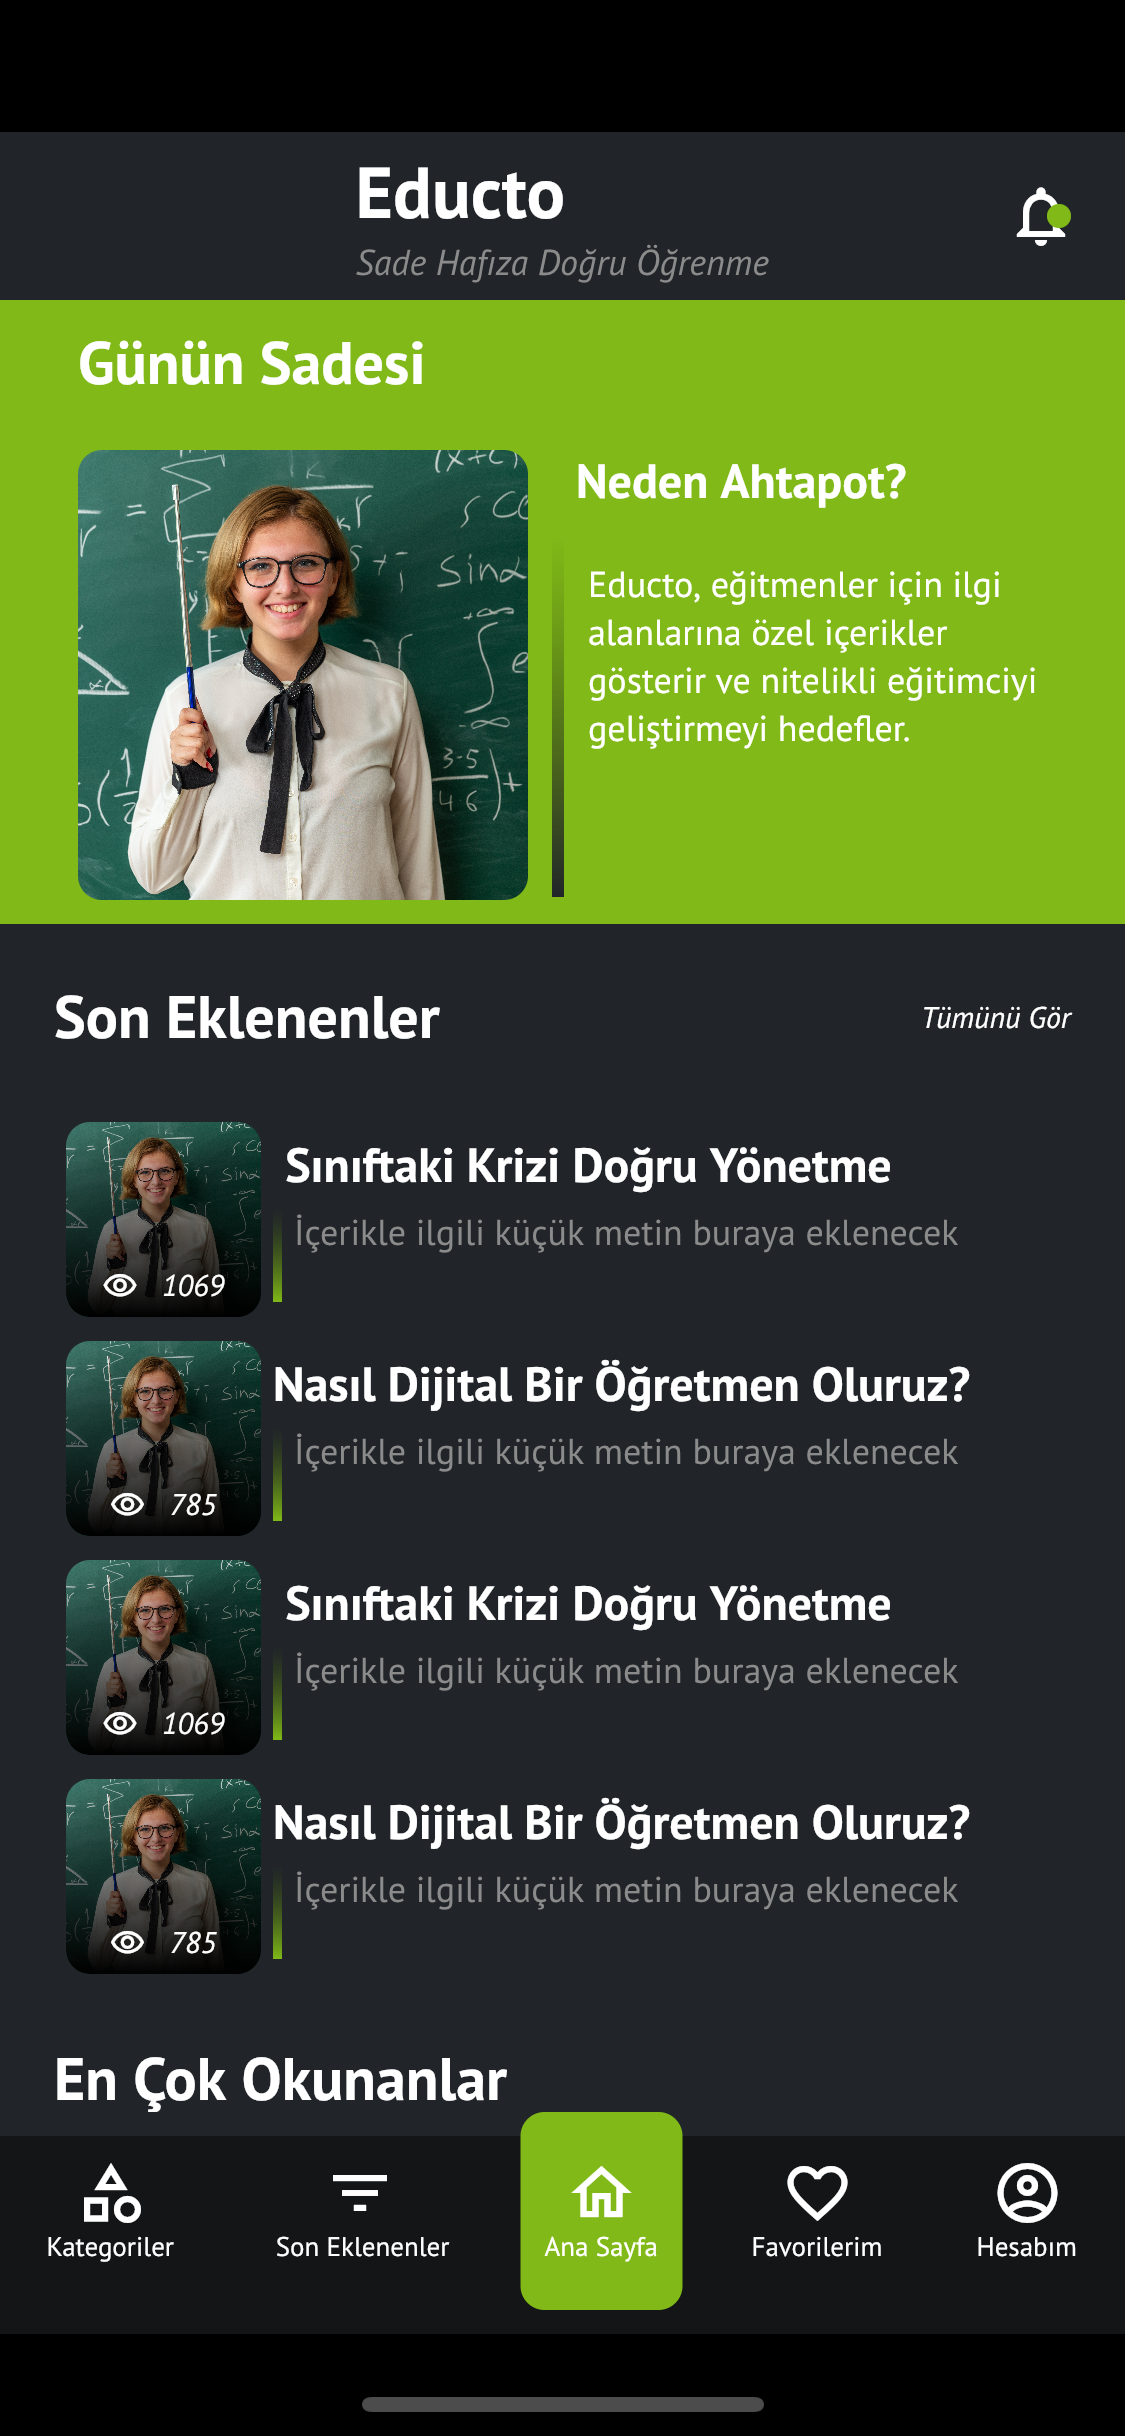 Educto
Sade Hafıza Doğru Öğrenme
Günün Sadesi
Neden Ahtapot?
Educto, eğitmenler için ilgi
alanlarına özel içerikler
gösterir ve nitelikli eğitimciyi
geliştirmeyi hedefler.
Son Eklenenler
Tümünü Gör
Sınıftaki Krizi Doğru Yönetme
İçerikle ilgili küçük metin buraya eklenecek
1069
Nasıl Dijital Bir Öğretmen Oluruz?
İçerikle ilgili küçük metin buraya eklenecek
785
Sınıftaki Krizi Doğru Yönetme
İçerikle ilgili küçük metin buraya eklenecek
1069
Nasıl Dijital Bir Öğretmen Oluruz?
İçerikle ilgili küçük metin buraya eklenecek
785
En Çok Okunanlar
Kategoriler
Son Eklenenler
Ana Sayfa
Favorilerim
Hesabım